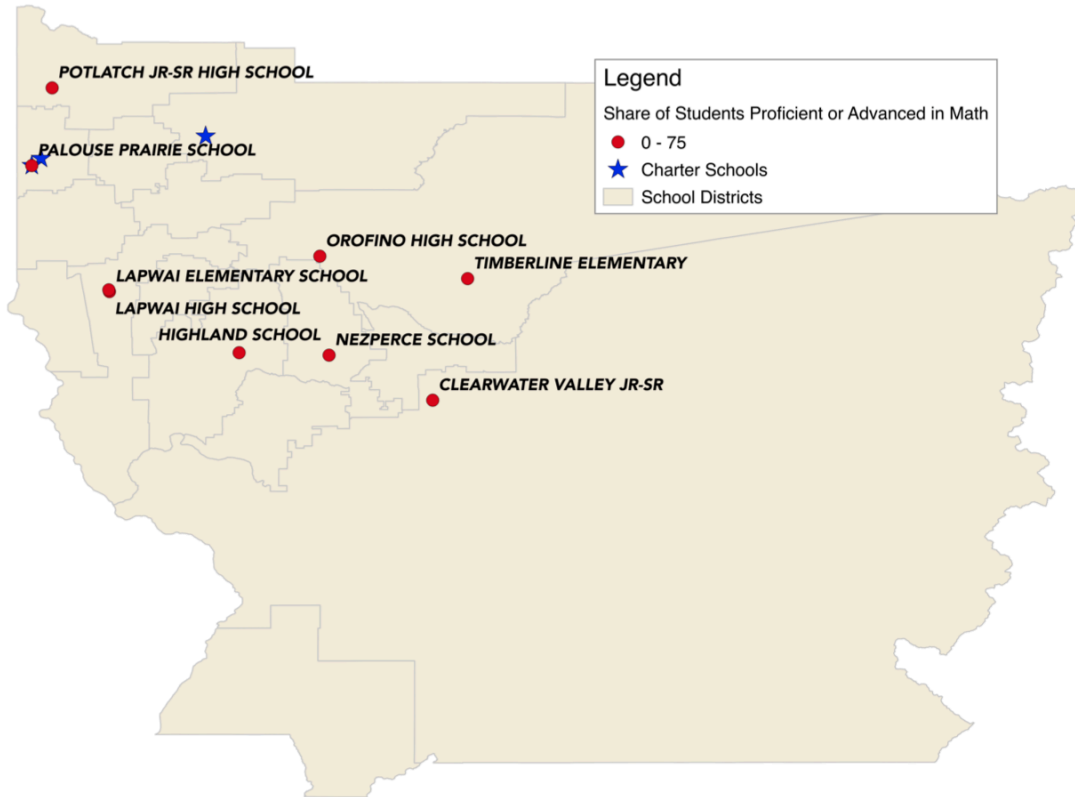 POTLATCH JR-SR HIGH SCHOOL
Legend
Share of Students Proficient or Advanced in Math
0 - 75
Charter Schools
School Districts
PALOUSE PRAIRIE SCHOOL
OROFINO HIGH SCHOOL
TIMBERLINE ELEMENTARY
LAPWAI ELEMENTARY SCHOOL
LAPWAI HIGH SCHOOL
HIGHLAND SCHOOL
NEZPERCE SCHOOL
CLEARWATER VALLEY JR-SR